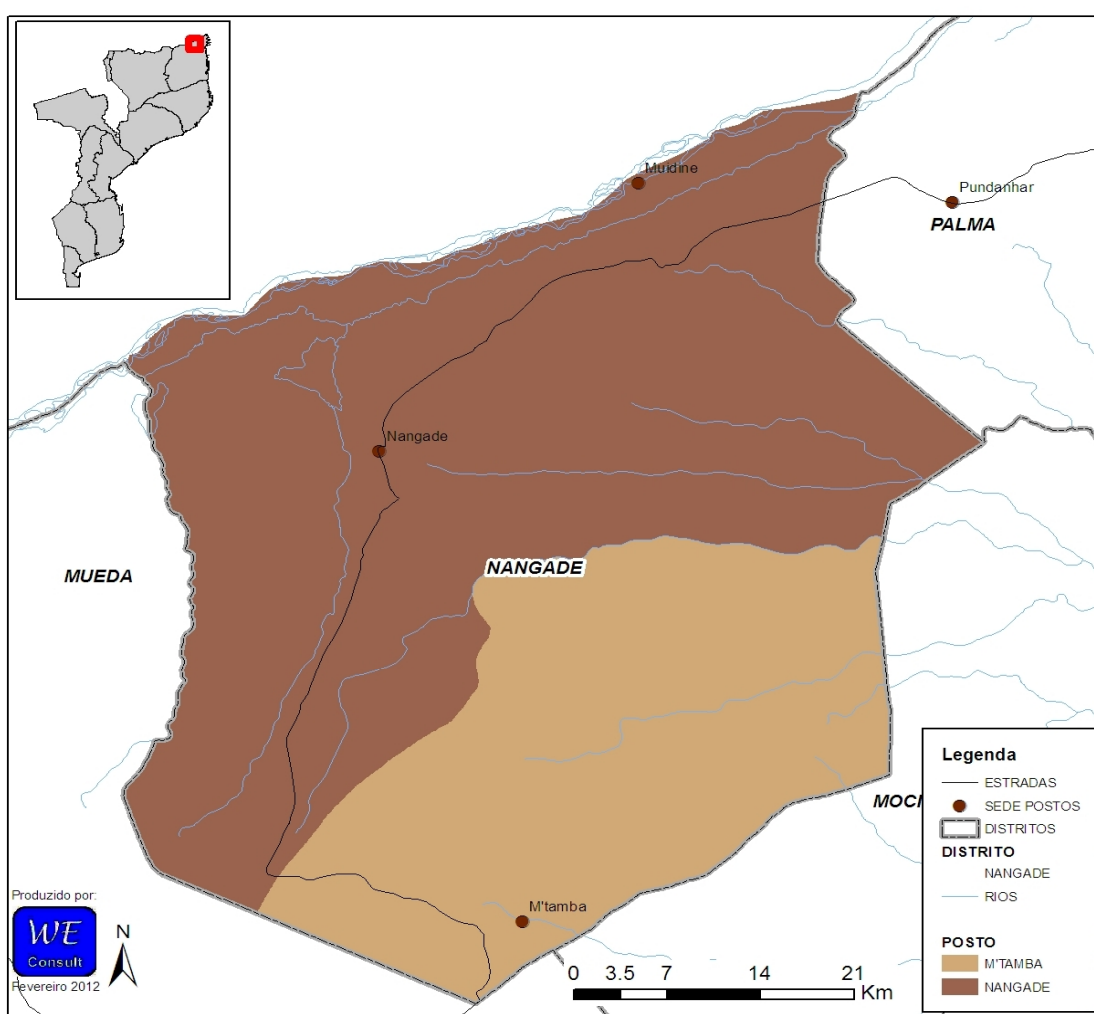 Muidine
Pundanhar
PALMA
Nangade
NANGADE
MUEDA
MOCI
M'tamba
Legenda
ESTRADAS
SEDE POSTOS
DISTRITOS
DISTRITO
NANGADE
RIOS
POSTO
M'TAMBA
NANGADE
Produzido por:
WE
Consult
Fevereiro 2012
N
0 3.5 7 14 21
Km